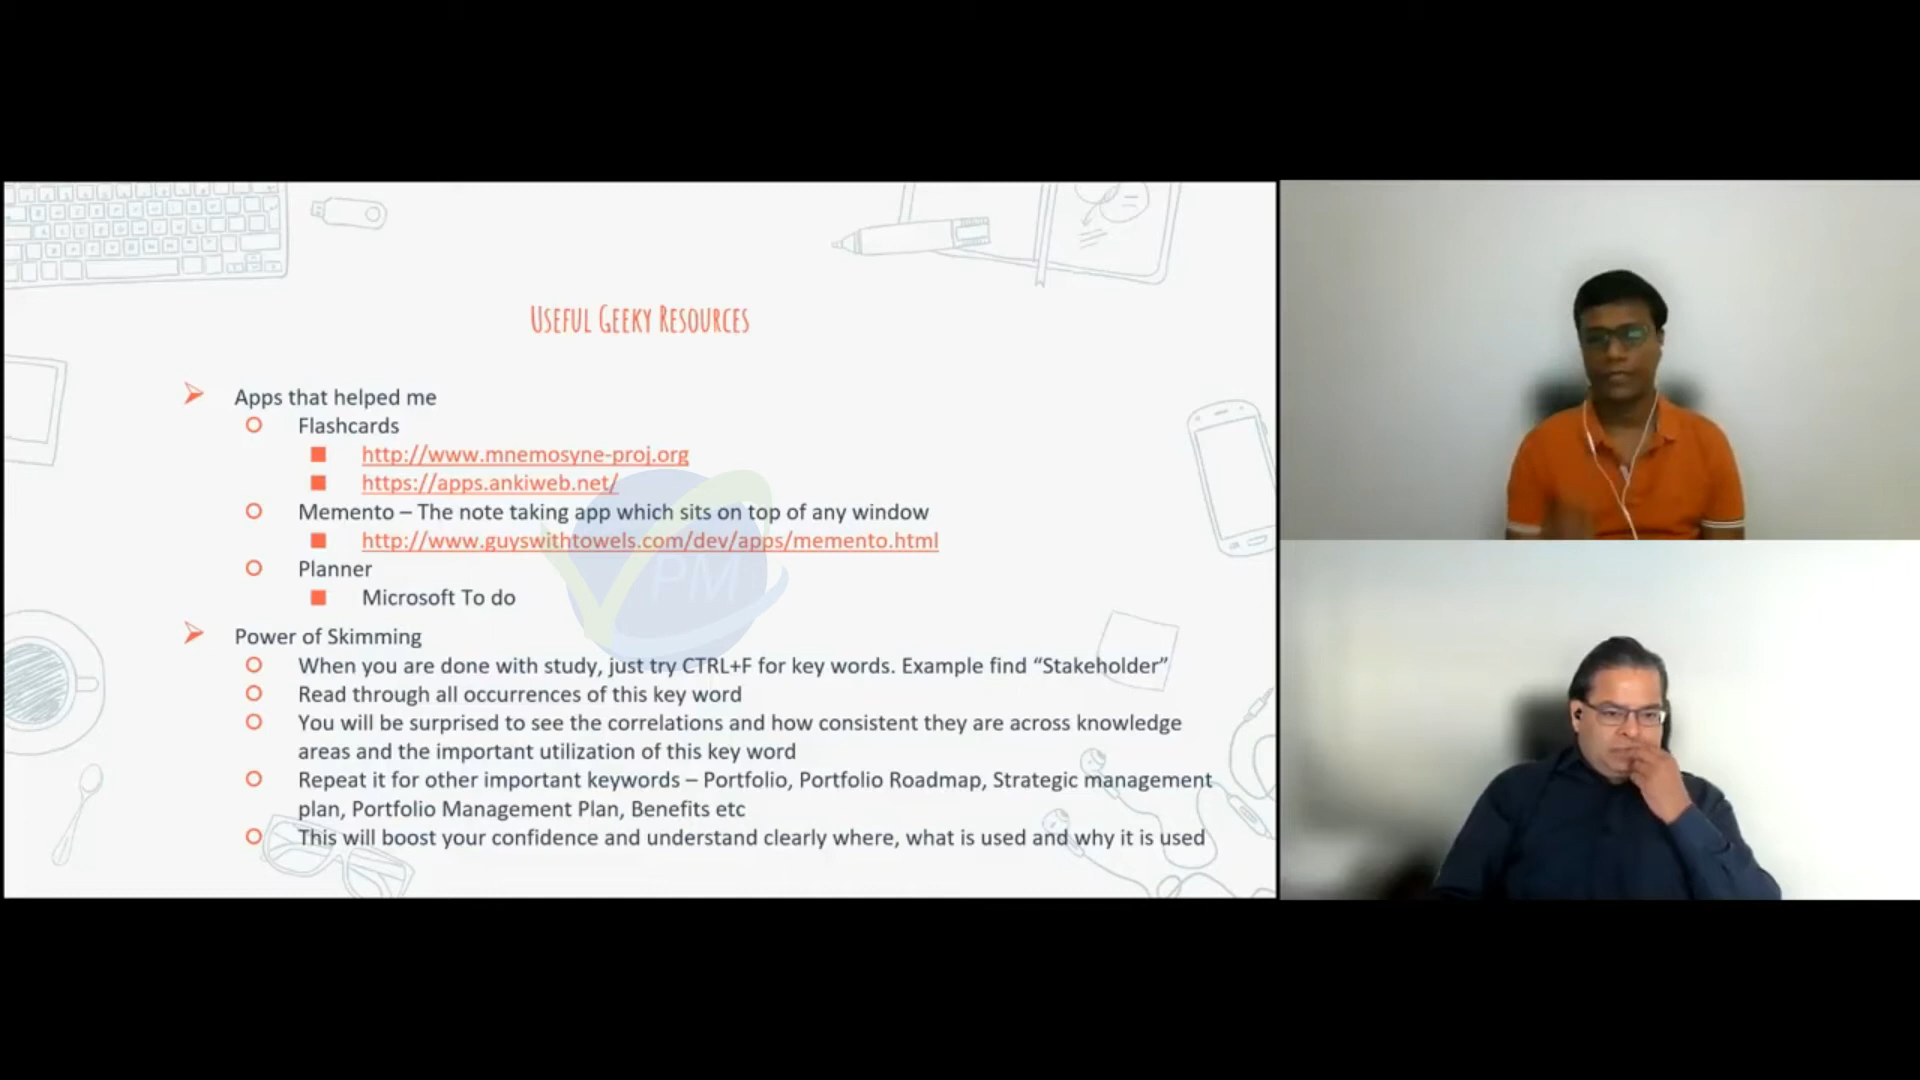 USEFUL GEEKY RESOURCES
Apps that helped me
Flashcards
http://www.mnemosyne-proj.org
https://apps.ankiweb.net/
Memento – The note taking app which sits on top of any window
http://www.guyswithtowels.com/dev/apps/memento.html
Planner
Microsoft To do
Power of Skimming
When you are done with study, just try CTRL+F for key words. Example find “Stakeholder”
Read through all occurrences of this key word
You will be surprised to see the correlations and how consistent they are across knowledge
areas and the important utilization of this key word
Repeat it for other important keywords – Portfolio, Portfolio Roadmap, Strategic management
plan, Portfolio Management Plan, Benefits etc
This will boost your confidence and understand clearly where, what is used and why it is used
PM